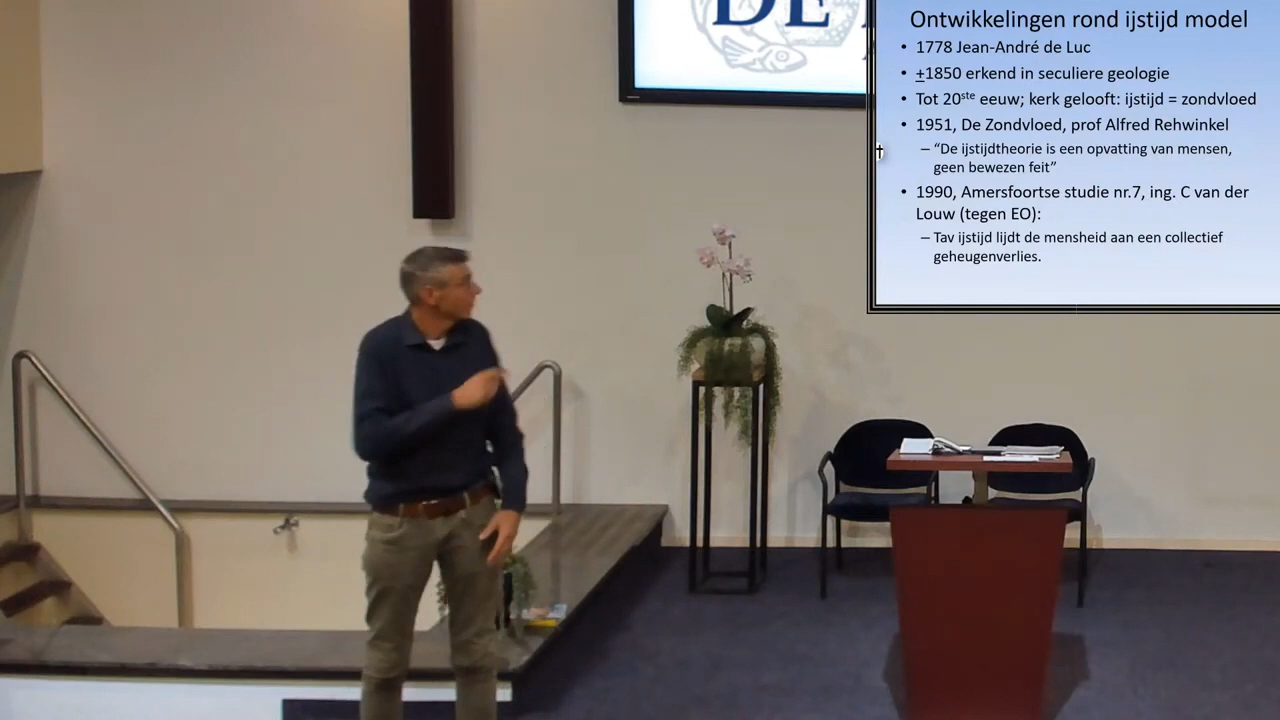 DE
Ontwikkelingen rond ijstijd model
• 1778 Jean-André de Luc
• ±1850 erkend in seculiere geologie
• Tot 20ste eeuw; kerk gelooft: ijstijd = zondvloed
• 1951, De Zondvloed, prof Alfred Rehwinkel
– “De ijstijdtheorie is een opvatting van mensen,
geen bewezen feit”
• 1990, Amersfoortse studie nr.7, ing. C van der
Louw (tegen EO):
– Tav ijstijd lijdt de mensheid aan een collectief
geheugenverlies.